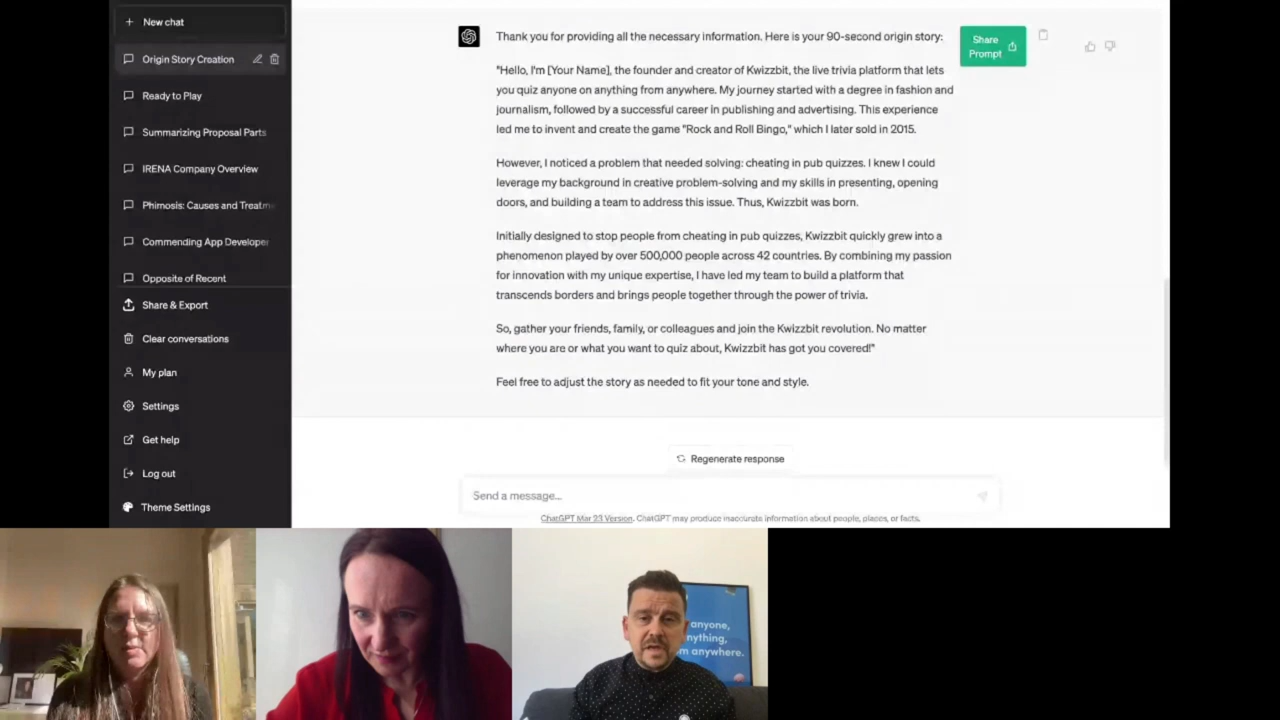 New chat
Origin Story Creation
Ready to Play
Summarizing Proposal Parts
IRENA Company Overview
Phimosis: Causes and Treatm
Commending App Developer
Opposite of Recent
Share & Export
Clear conversations
My plan
Settings
Get help
Log out
Theme Settings
Thank you for providing all the necessary information. Here is your 90-second origin story:
Share
Prompt
"Hello, I'm [Your Name], the founder and creator of Kwizzbit, the live trivia platform that lets
you quiz anyone on anything from anywhere. My journey started with a degree in fashion and
journalism, followed by a successful career in publishing and advertising. This experience
led me to invent and create the game "Rock and Roll Bingo," which I later sold in 2015.
However, I noticed a problem that needed solving: cheating in pub quizzes. I knew I could
leverage my background in creative problem-solving and my skills in presenting, opening
doors, and building a team to address this issue. Thus, Kwizzbit was born.
Initially designed to stop people from cheating in pub quizzes, Kwizzbit quickly grew into a
phenomenon played by over 500,000 people across 42 countries. By combining my passion
for innovation with my unique expertise, I have led my team to build a platform that
transcends borders and brings people together through the power of trivia.
So, gather your friends, family, or colleagues and join the Kwizzbit revolution. No matter
where you are or what you want to quiz about, Kwizzbit has got you covered!"
Feel free to adjust the story as needed to fit your tone and style.
Regenerate response
Send a message...
ChatGPT Mar 23 Version. ChatGPT may produce inaccurate information about people, places, or facts.
anyone,
nything,
m anywhere.